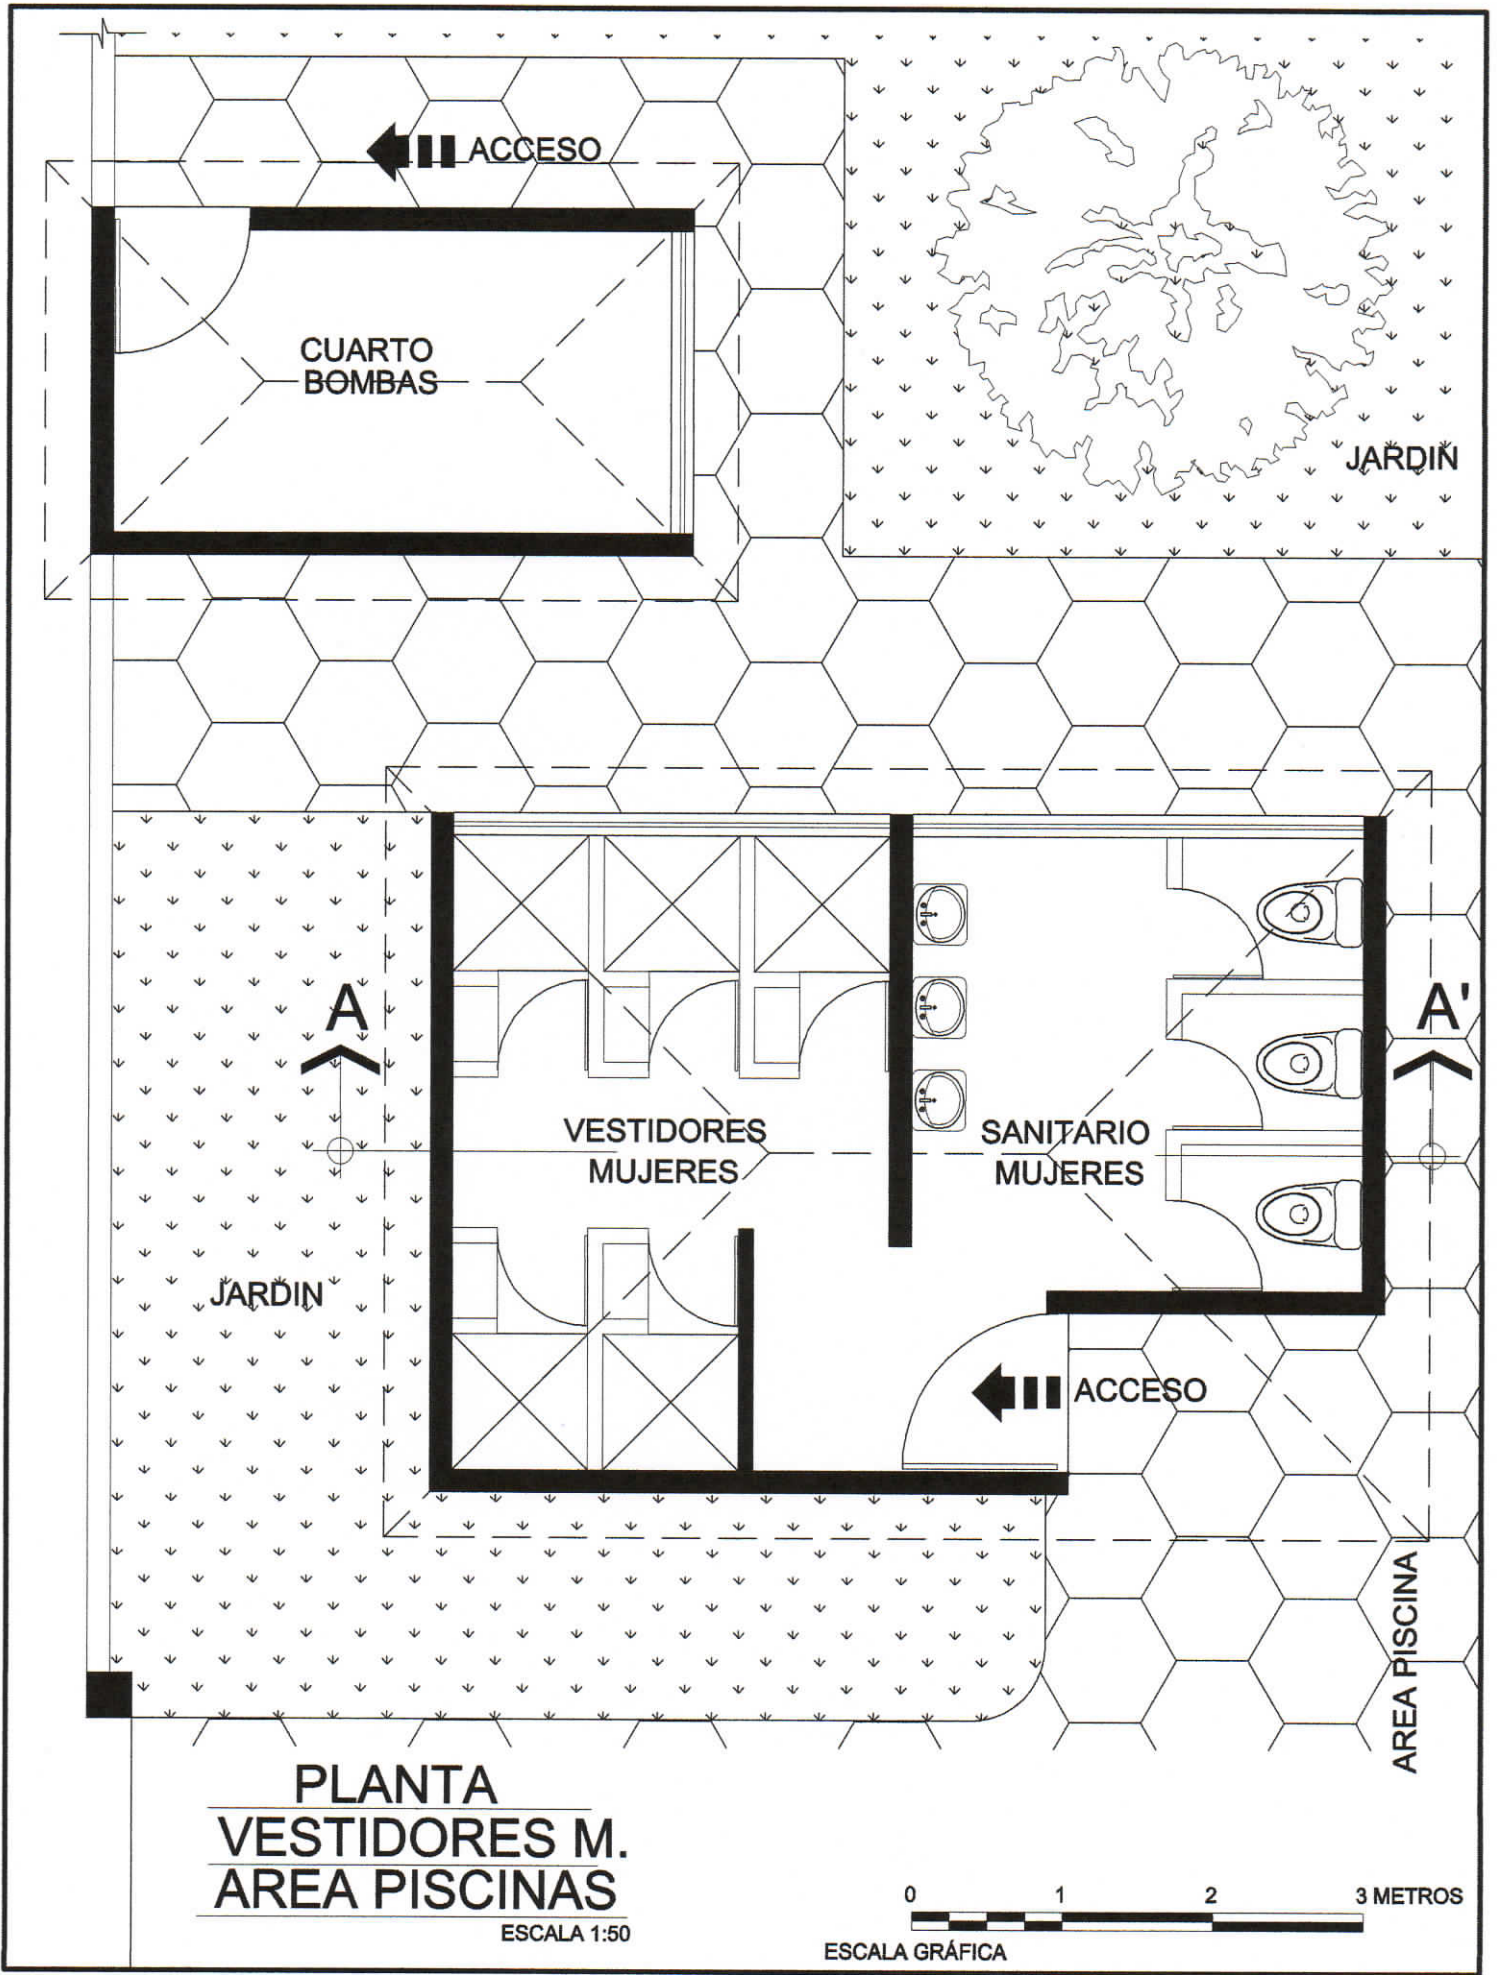 ACCESO
CUARTO
BOMBAS
JARDIN
A
A'
VESTIDORES
MUJERES
SANITARIO
MUJERES
JARDIN
ACCESO
AREA PISCINA
PLANTA
VESTIDORES M.
AREA PISCINAS
ESCALA 1:50
0 1 2 3 METROS
ESCALA GRÁFICA